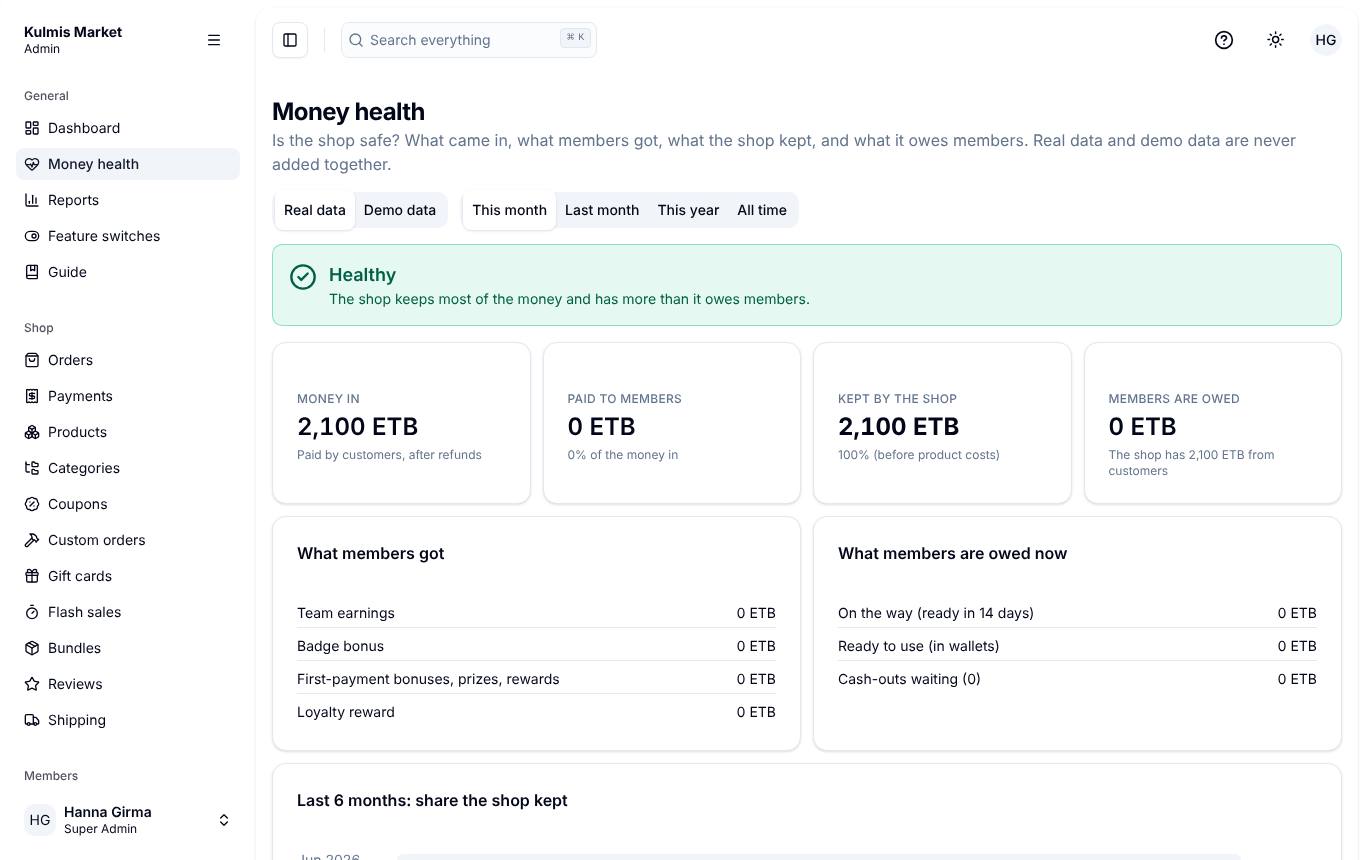 Kulmis Market
Admin
General
Dashboard
Money health
Reports
Feature switches
Guide
Shop
Orders
Payments
Products
Categories
Coupons
Custom orders
Gift cards
Flash sales
Bundles
Reviews
Shipping
Members
HG
Hanna Girma
Super Admin
Search everything
⌘ K
HG
Money health
Is the shop safe? What came in, what members got, what the shop kept, and what it owes members. Real data and demo data are never
added together.
Real data Demo data This month Last month This year All time
Healthy
The shop keeps most of the money and has more than it owes members.
MONEY IN
2,100 ETB
Paid by customers, after refunds
PAID TO MEMBERS
0 ETB
0% of the money in
KEPT BY THE SHOP
2,100 ETB
100% (before product costs)
MEMBERS ARE OWED
0 ETB
The shop has 2,100 ETB from
customers
What members got
Team earnings 0 ETB
Badge bonus 0 ETB
First-payment bonuses, prizes, rewards 0 ETB
Loyalty reward 0 ETB
What members are owed now
On the way (ready in 14 days) 0 ETB
Ready to use (in wallets) 0 ETB
Cash-outs waiting (0) 0 ETB
Last 6 months: share the shop kept
Jun 2026